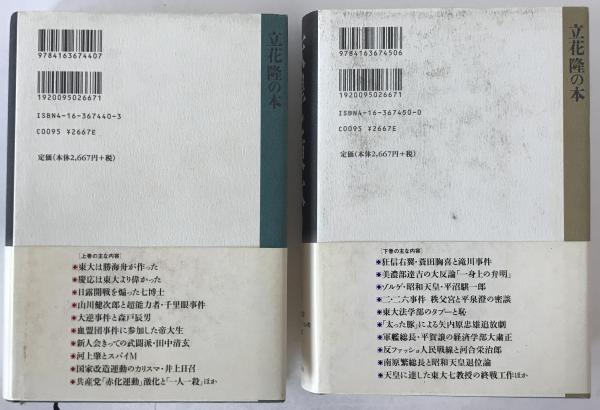 立花隆の本
9784163674407
1920095026671
ISBN4-16-367440-3
C0095 ¥2667E
定価(本体2,667円+税)
[上巻の主な内容]
*東大は勝海舟が作った
*慶応は東大より偉かった
*日露開戦を煽った七博士
*山川健次郎と超能力者・千里眼事件
*大逆事件と森戸辰男
*血盟団事件に参加した帝大生
*新人会きっての武闘派・田中清玄
*河上肇とスパイM
*国家改造運動のカリスマ・井上日召
*共産党「赤化運動」激化と「一人一殺」ほか
立花隆の本
9784163674506
1920095026671
ISBN4-16-367450-0
C0095 ¥2667E
定価(本体2,667円+税)
[下巻の主な内容]
*狂信右翼・蓑田胸喜と滝川事件
*美濃部達吉の大反論「一身上の弁明」
*ゾルゲ・昭和天皇・平沼騏一郎
*二・二六事件 秩父宮と平泉澄の密談
*東大法学部のタブーと恥
*「太った豚」による矢内原忠雄追放劇
*軍艦総長・平賀譲の経済学部大粛正
*反ファッショ人民戦線と河合栄治郎
*南原繁総長と昭和天皇退位論
*天皇に達した東大七教授の終戦工作ほか